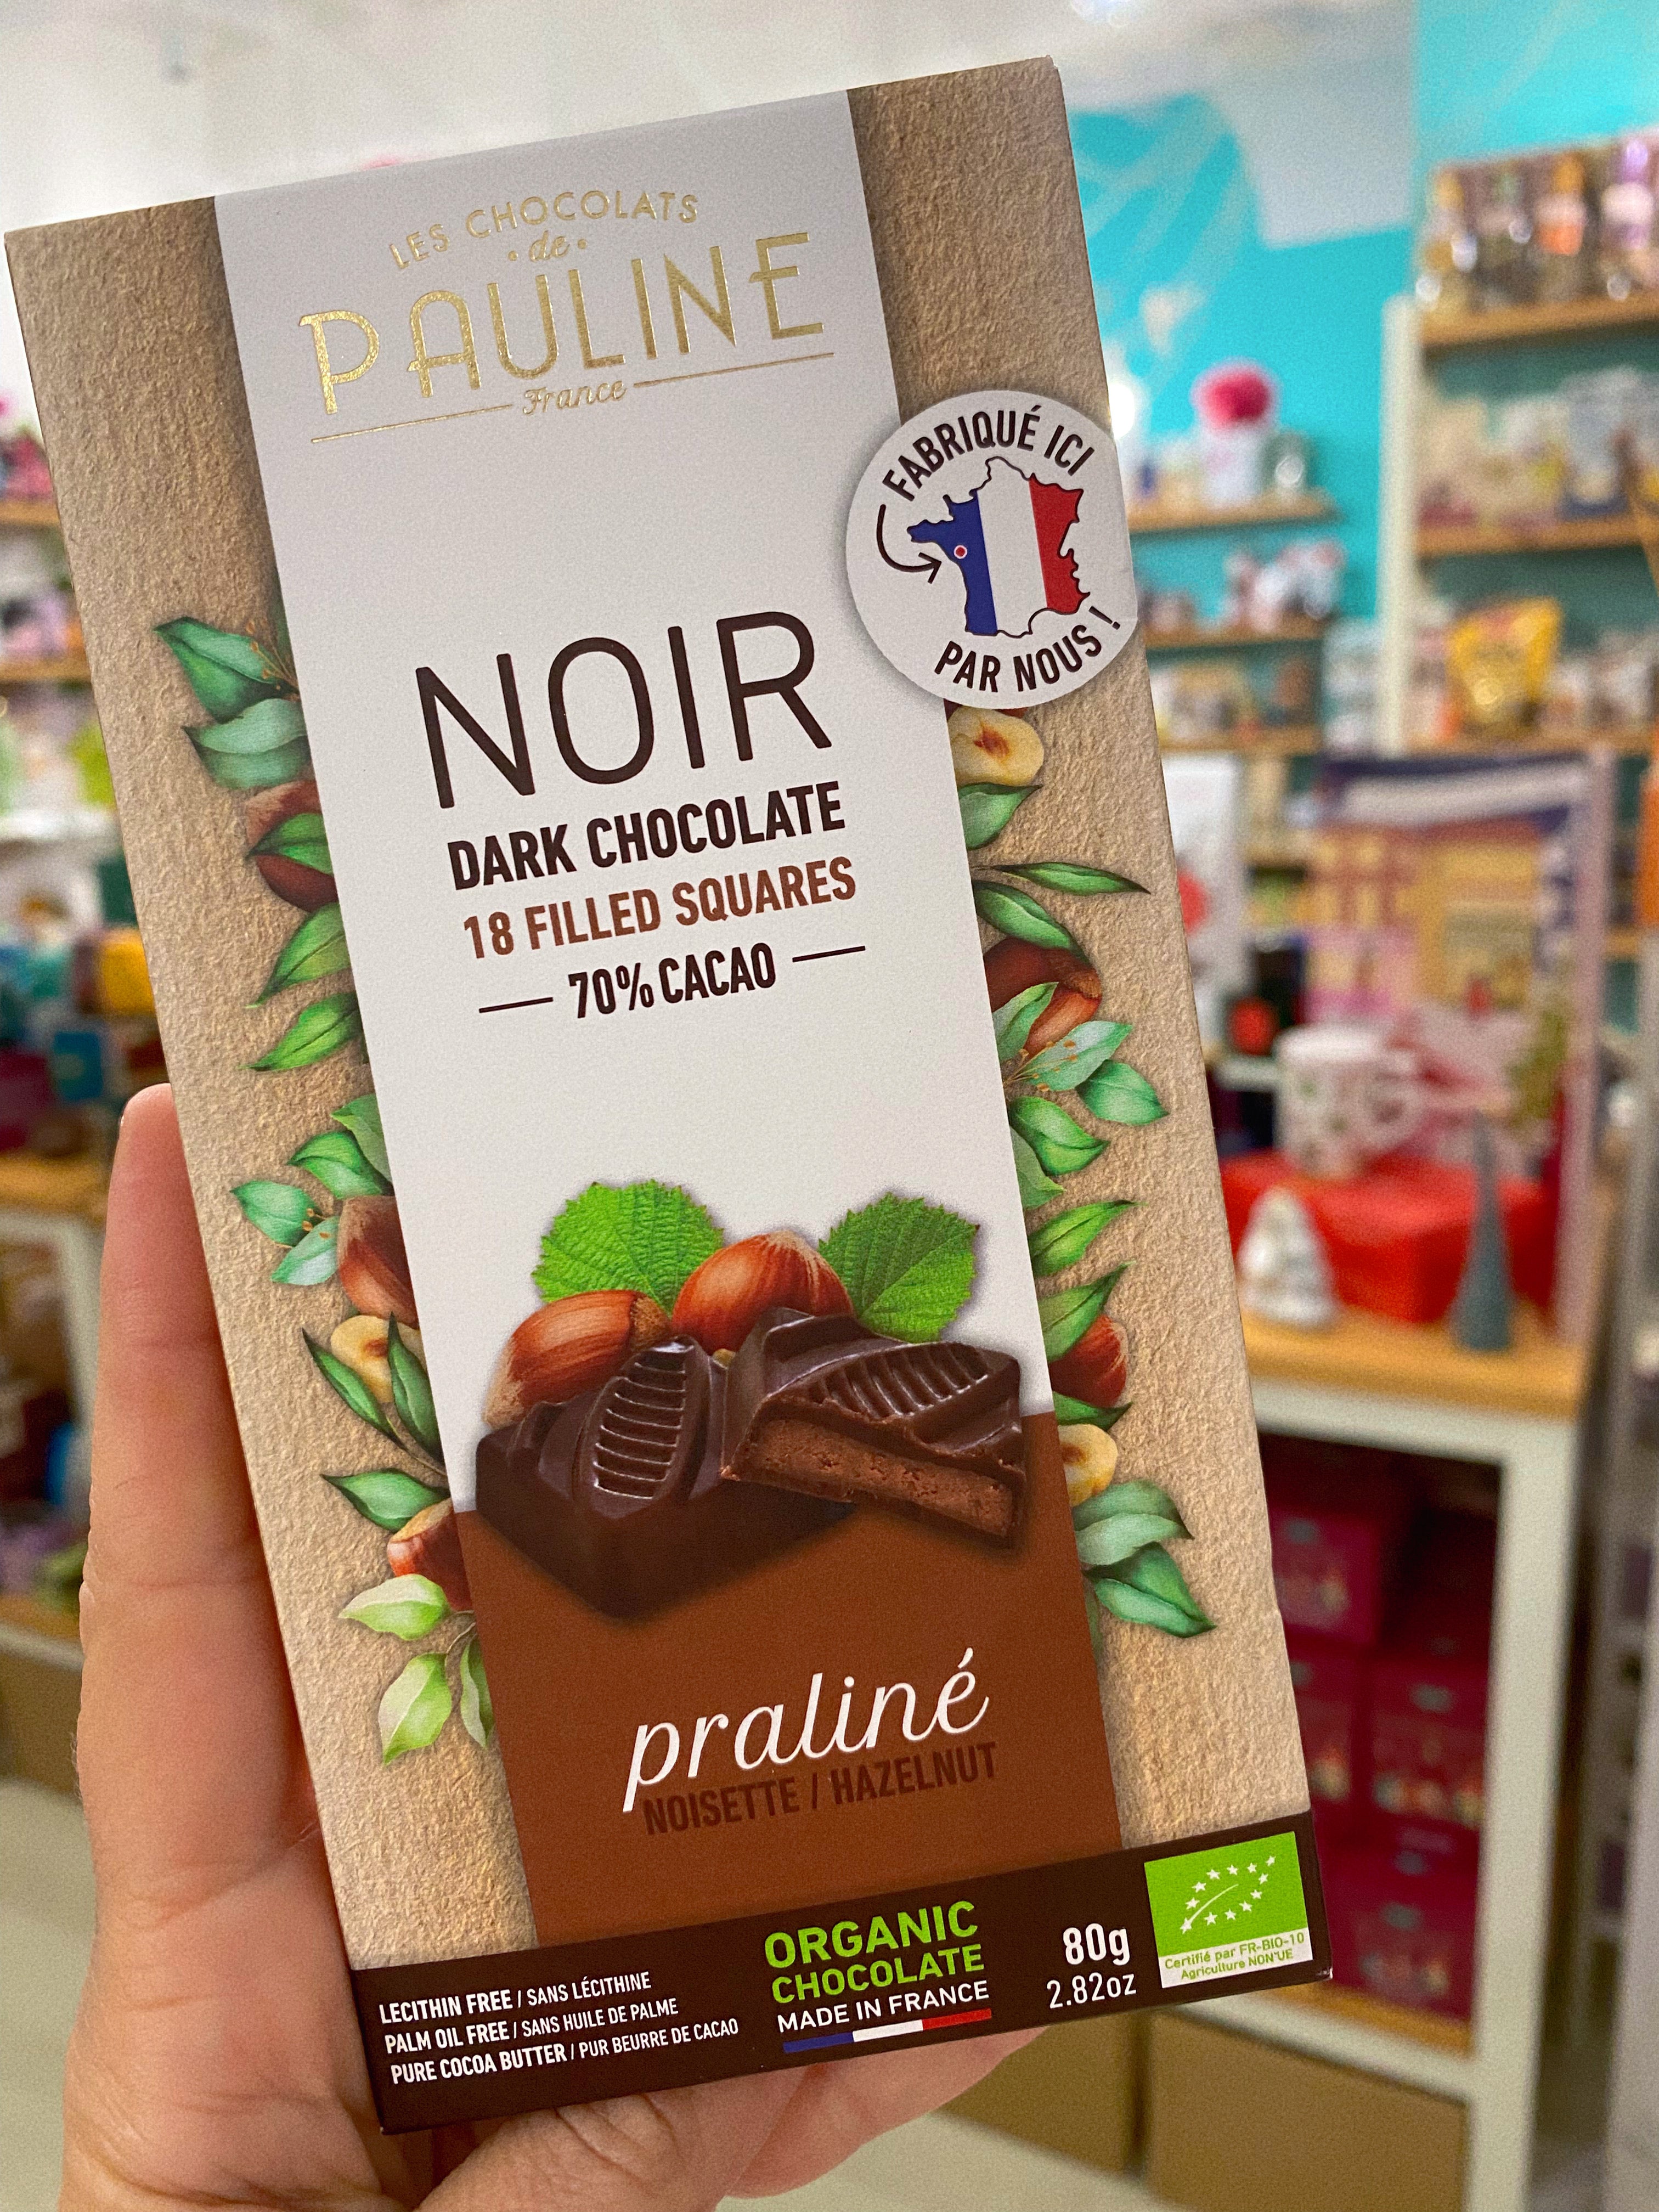 LES CHOCOLATS
• de •
PAULINE
France
FABRIQUÉ ICI
PAR NOUS !
NOIR
DARK CHOCOLATE
18 FILLED SQUARES
70% CACAO
praliné
NOISETTE / HAZELNUT
LECITHIN FREE / SANS LÉCITHINE
PALM OIL FREE / SANS HUILE DE PALME
PURE COCOA BUTTER / PUR BEURRE DE CACAO
ORGANIC
CHOCOLATE
MADE IN FRANCE
80g
2.82oz
Certifié par FR-BIO-10
Agriculture NON UE